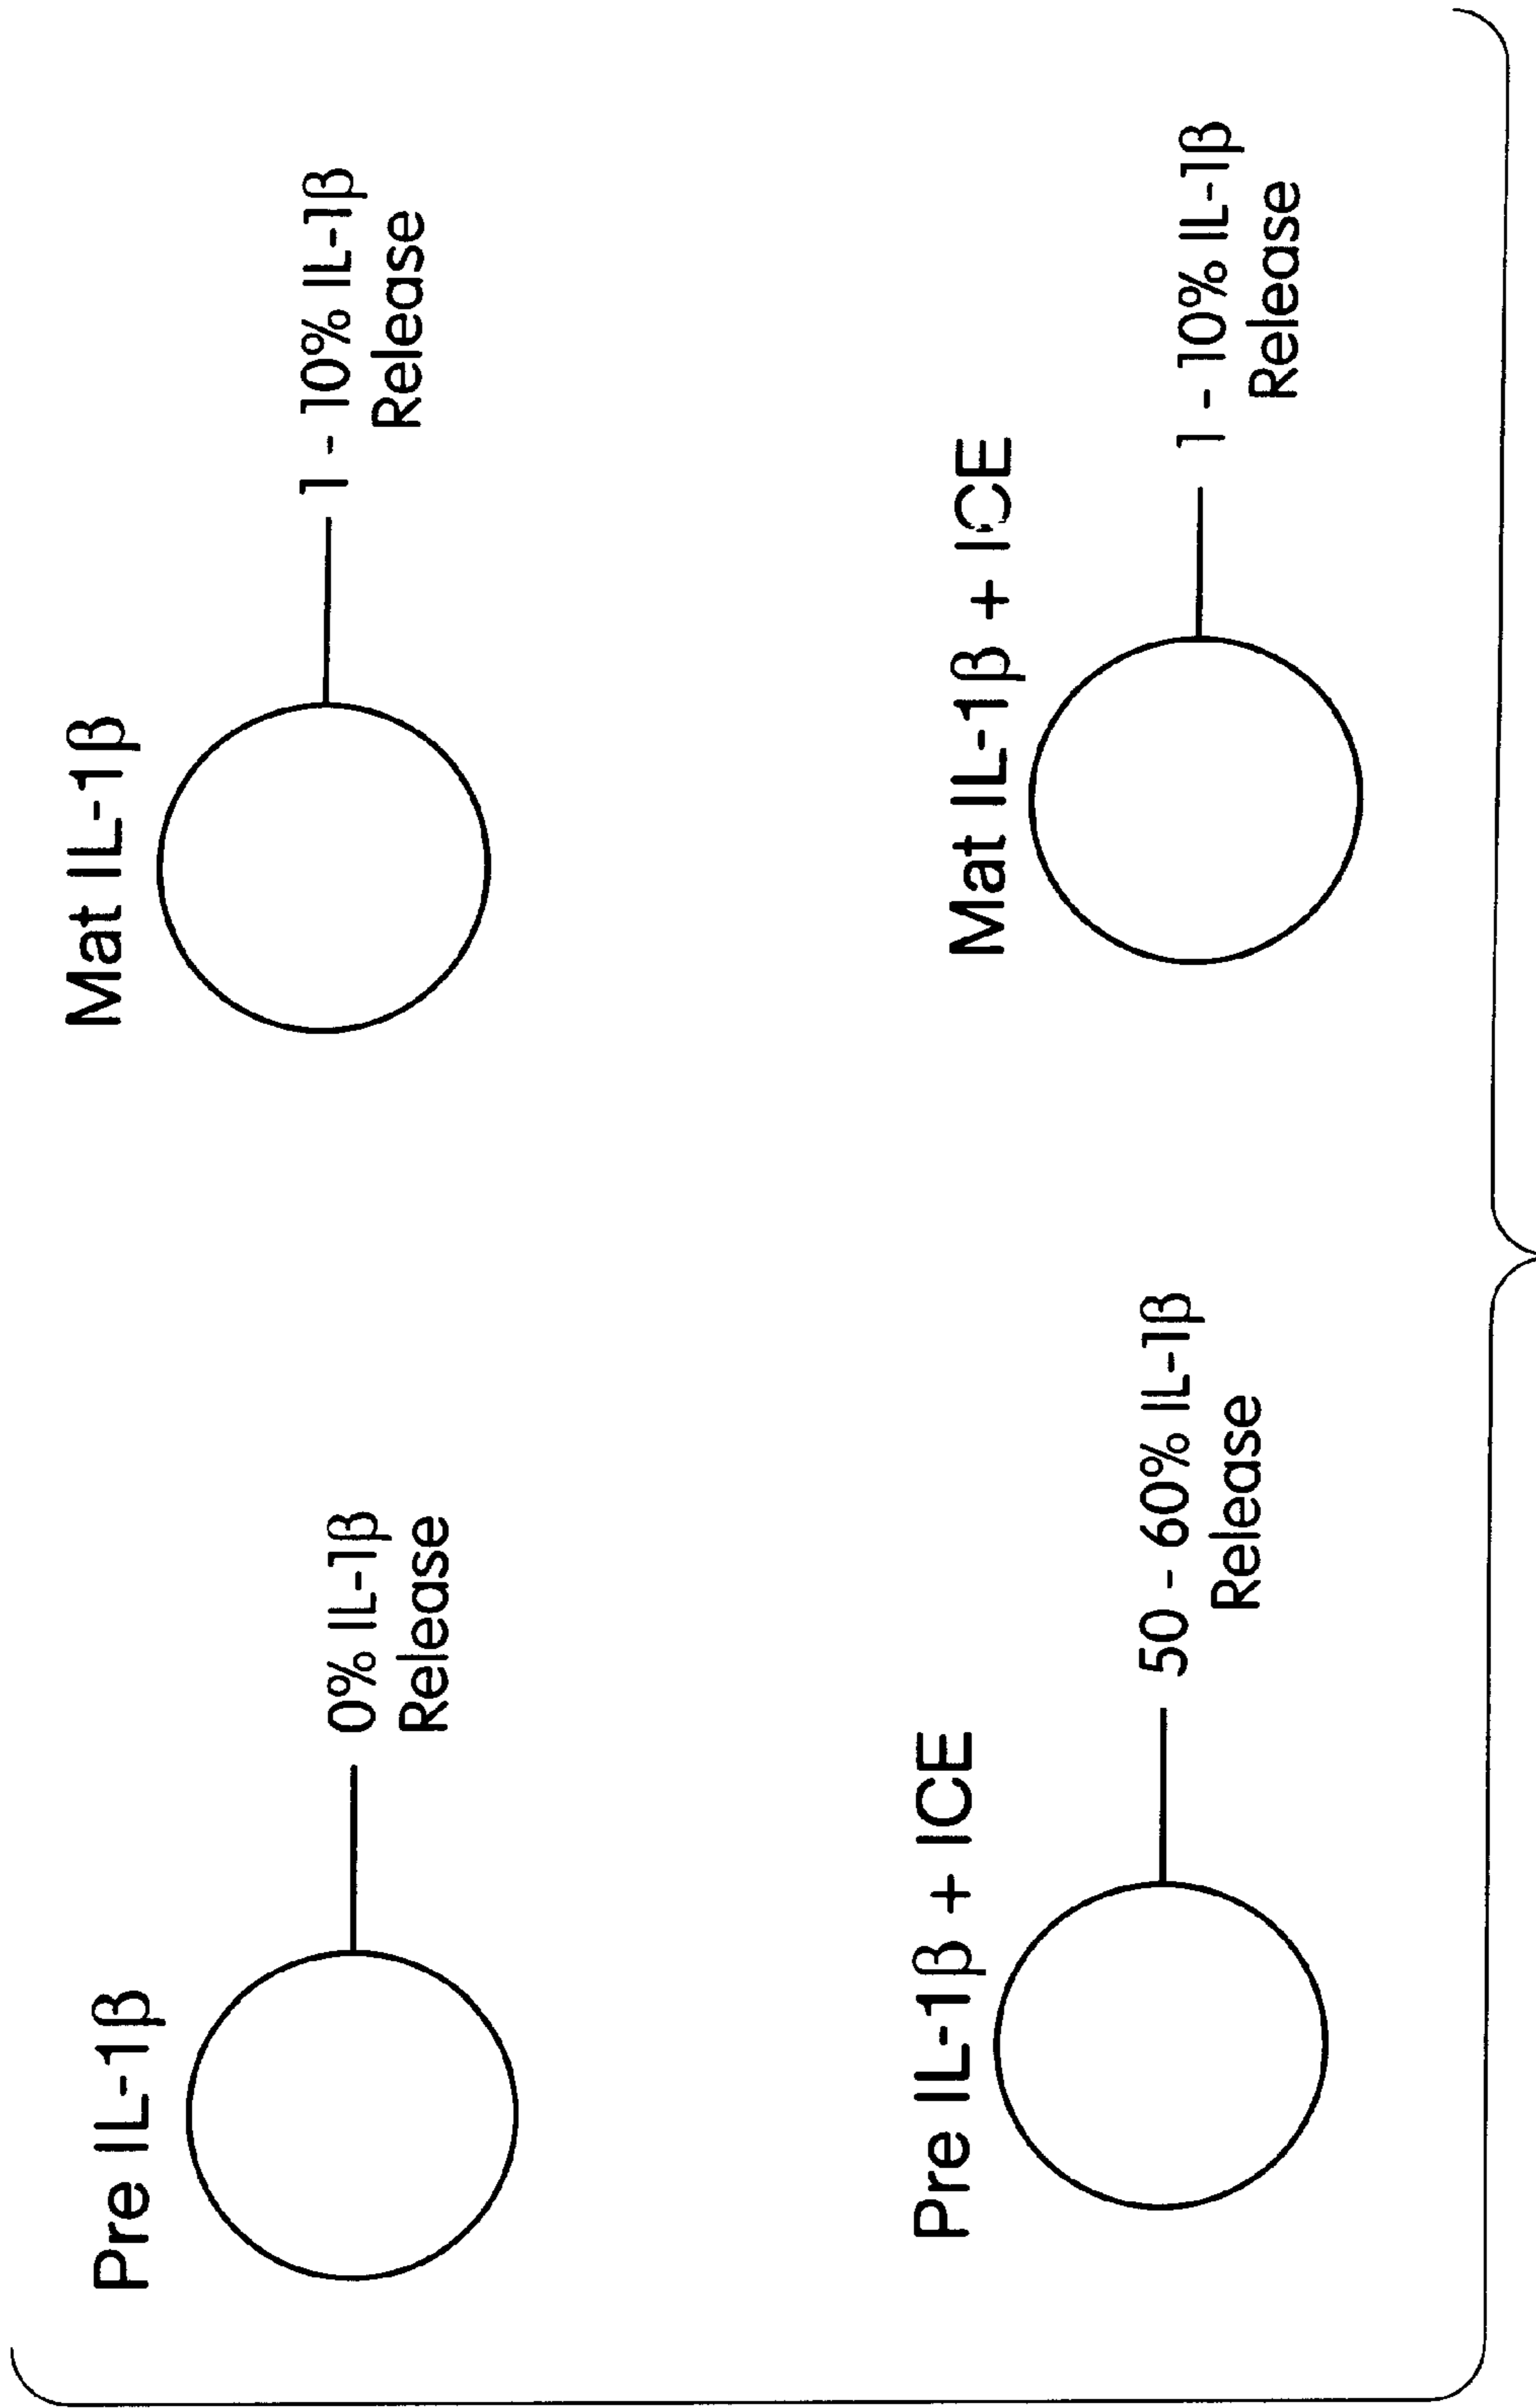 Pre IL-1β
0% IL-1β
Release
Mat IL-1β
1 - 10% IL-1β
Release
Pre IL-1β + ICE
50 - 60% IL-1β
Release
Mat IL-1β + ICE
1 - 10% IL-1β
Release